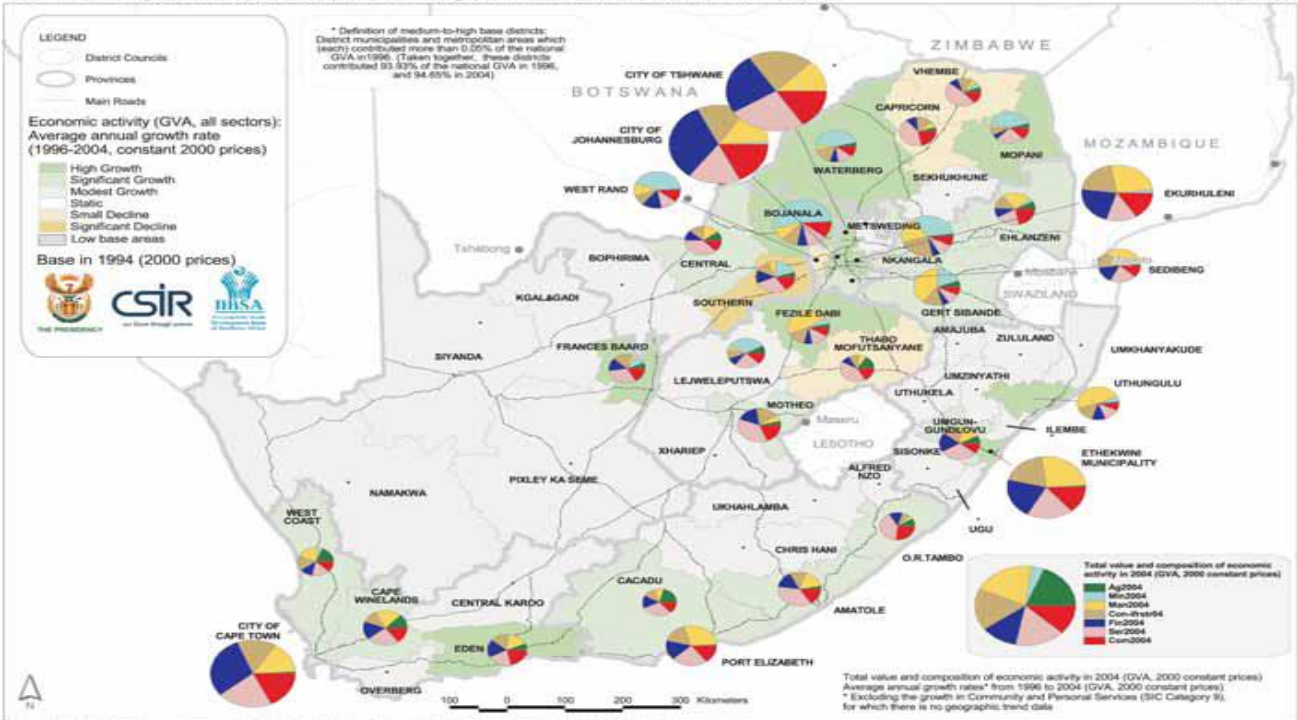 LEGEND
District Councils
Provinces
Main Roads
Economic activity (GVA, all sectors):
Average annual growth rate
(1996-2004, constant 2000 prices)
High Growth
Significant Growth
Modest Growth
Static
Small Decline
Significant Decline
Low base areas
Base in 1994 (2000 prices)
THE PRESIDENCY
CSIR
our future through science
* Definition of medium-to-high base districts:
District municipalities and metropolitan areas which
(each) contributed more than 0.05% of the national
GVA in1996. (Taken together, these districts
contributed 93.93% of the national GVA in 1996,
and 94.65% in 2004)
ZIMBABWE
BOTSWANA
MOZAMBIQUE
CITY OF TSHWANE
VHEMBE
CAPRICORN
CITY OF
JOHANNESBURG
MOPANI
WATERBERG
SEKHUKHUNE
WEST RAND
EKURHULENI
BOJANALA
METSWEDING
EHLANZENI
Tshabong
BOPHIRIMA
CENTRAL
NKANGALA
SEDIBENG
Mbabane
SWAZILAND
KGALAGADI
SOUTHERN
FEZILE DABI
GERT SIBANDE
AMAJUBA
ZULULAND
SIYANDA
FRANCES BAARD
THABO
MOFUTSANYANE
UMKHANYAKUDE
LEJWELEPUTSWA
UMZINYATHI
UTHUNGULU
UTHUKELA
MOTHEO
Maseru
LESOTHO
UMGUN-
GUNDLOVU
ILEMBE
XHARIEP
SISONKE
ETHEKWINI
MUNICIPALITY
NAMAKWA
PIXLEY KA SEME
ALFRED
NZO
UKHAHLAMBA
UGU
WEST
COAST
CHRIS HANI
O.R.TAMBO
CACADU
CAPE
WINELANDS
CENTRAL KAROO
AMATOLE
CITY OF
CAPE TOWN
EDEN
PORT ELIZABETH
OVERBERG
N
100 0 100 200 300 Kilometers
Total value and composition of economic
activity in 2004 (GVA, 2000 constant prices)
Ag2004
Min2004
Man2004
Con-ifrstr04
Fin2004
Ser2004
Com2004
Total value and composition of economic activity in 2004 (GVA, 2000 constant prices)
Average annual growth rates* from 1996 to 2004 (GVA, 2000 constant prices)
* Excluding the growth in Community and Personal Services (SIC Category 9),
for which there is no geographic trend data